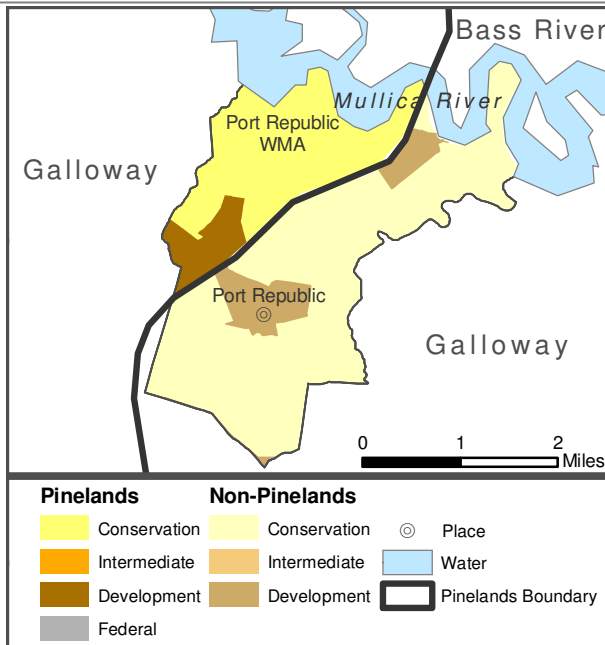 Bass River
Mullica River
Port Republic
WMA
Galloway
Port Republic
Galloway
0 1 2
Miles
Pinelands Non-Pinelands
Conservation Conservation Place
Intermediate Intermediate Water
Development Development Pinelands Boundary
Federal